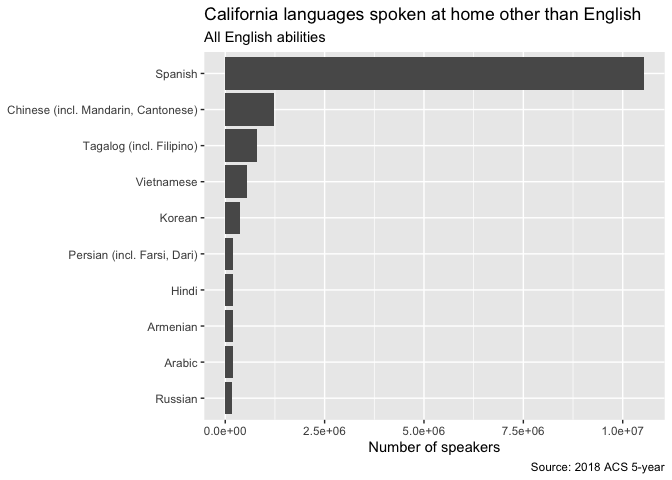 California languages spoken at home other than English
All English abilities
Spanish
Chinese (incl. Mandarin, Cantonese)
Tagalog (incl. Filipino)
Vietnamese
Korean
Persian (incl. Farsi, Dari)
Hindi
Armenian
Arabic
Russian
0.0e+00 2.5e+06 5.0e+06 7.5e+06 1.0e+07
Number of speakers
Source: 2018 ACS 5-year